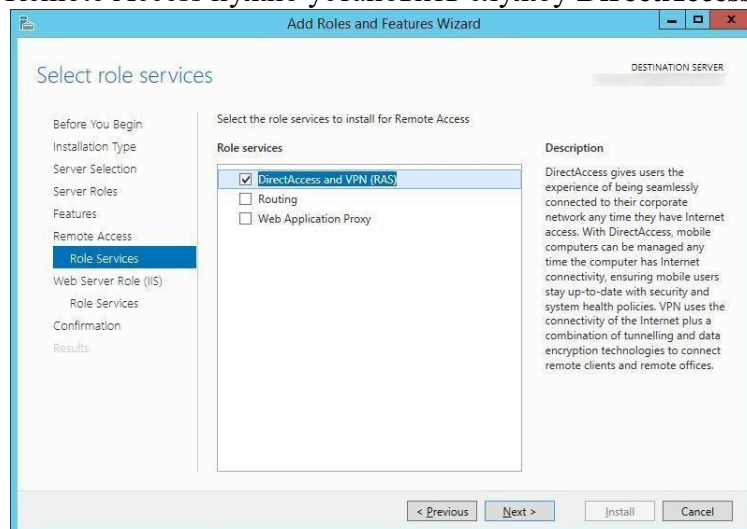 Remote Access нужно установить службу DirectAccess
Add Roles and Features Wizard
Select role services
DESTINATION SERVER
Before You Begin
Installation Type
Server Selection
Server Roles
Features
Remote Access
Role Services
Web Server Role (IIS)
Role Services
Confirmation
Results
Select the role services to install for Remote Access
Role services
DirectAccess and VPN (RAS)
Routing
Web Application Proxy
Description
DirectAccess gives users the
experience of being seamlessly
connected to their corporate
network any time they have Internet
access. With DirectAccess, mobile
computers can be managed any
time the computer has Internet
connectivity, ensuring mobile users
stay up-to-date with security and
system health policies. VPN uses the
connectivity of the Internet plus a
combination of tunnelling and data
encryption technologies to connect
remote clients and remote offices.
< Previous
Next >
Install
Cancel